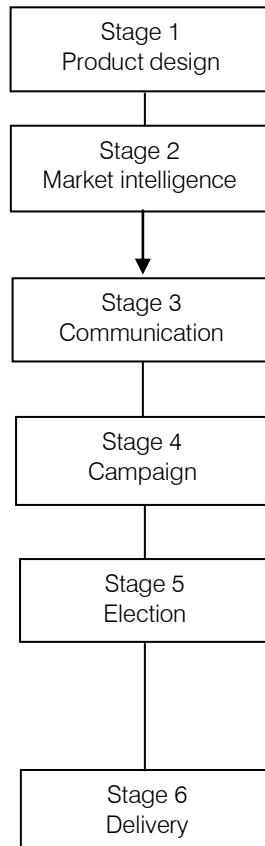 Stage 1
Product design
Stage 2
Market intelligence
Stage 3
Communication
Stage 4
Campaign
Stage 5
Election
Stage 6
Delivery